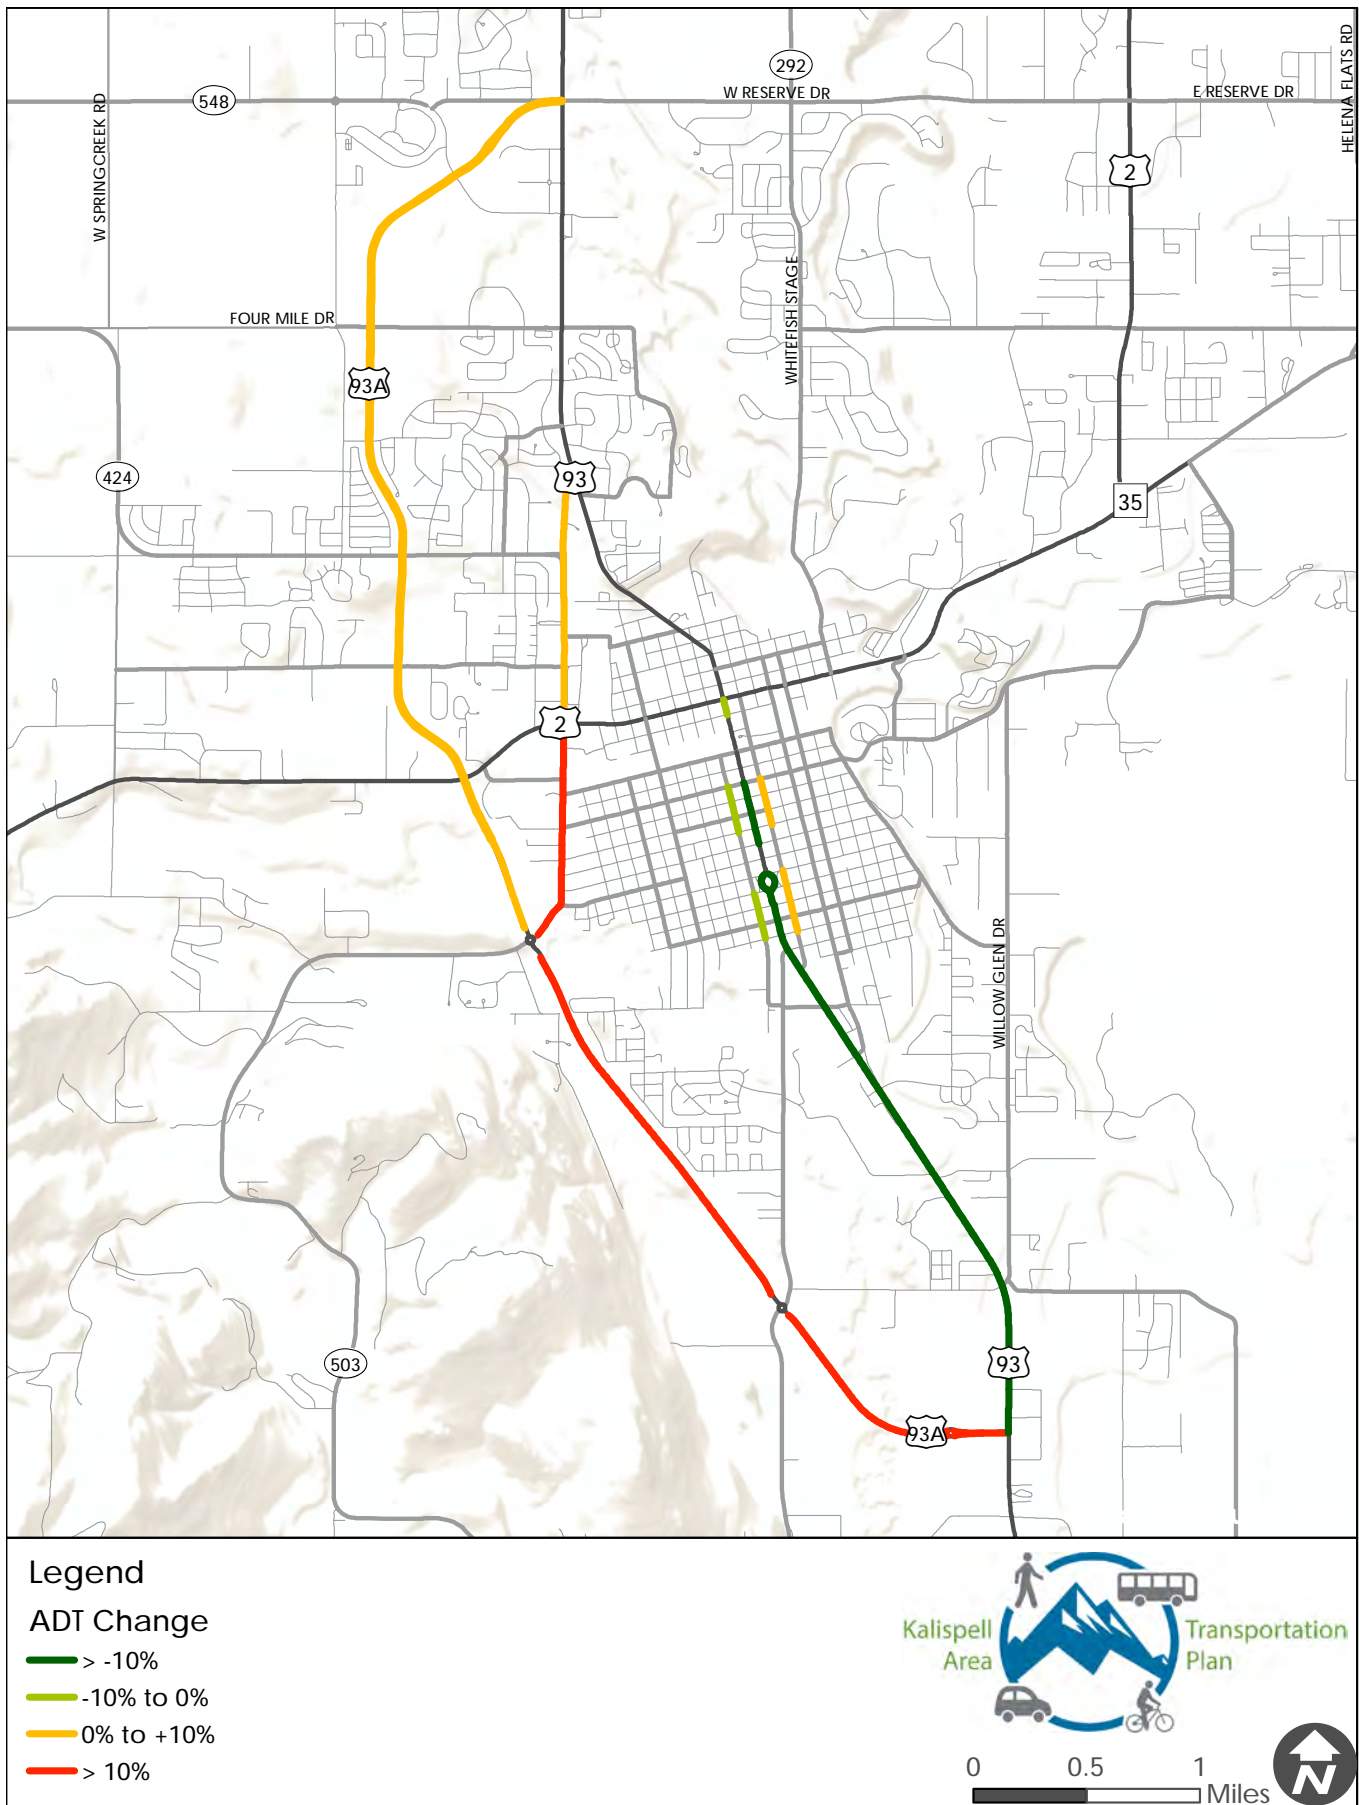 292
HELENA FLATS RD
548
W RESERVE DR
E RESERVE DR
W SPRINGCREEK RD
2
WHITEFISH STAGE
FOUR MILE DR
93A
424
93
35
2
WILLOW GLEN DR
503
93
93A
Legend
ADT Change
> -10%
-10% to 0%
0% to +10%
> 10%
Kalispell
Area
Transportation
Plan
0 0.5 1
Miles
N